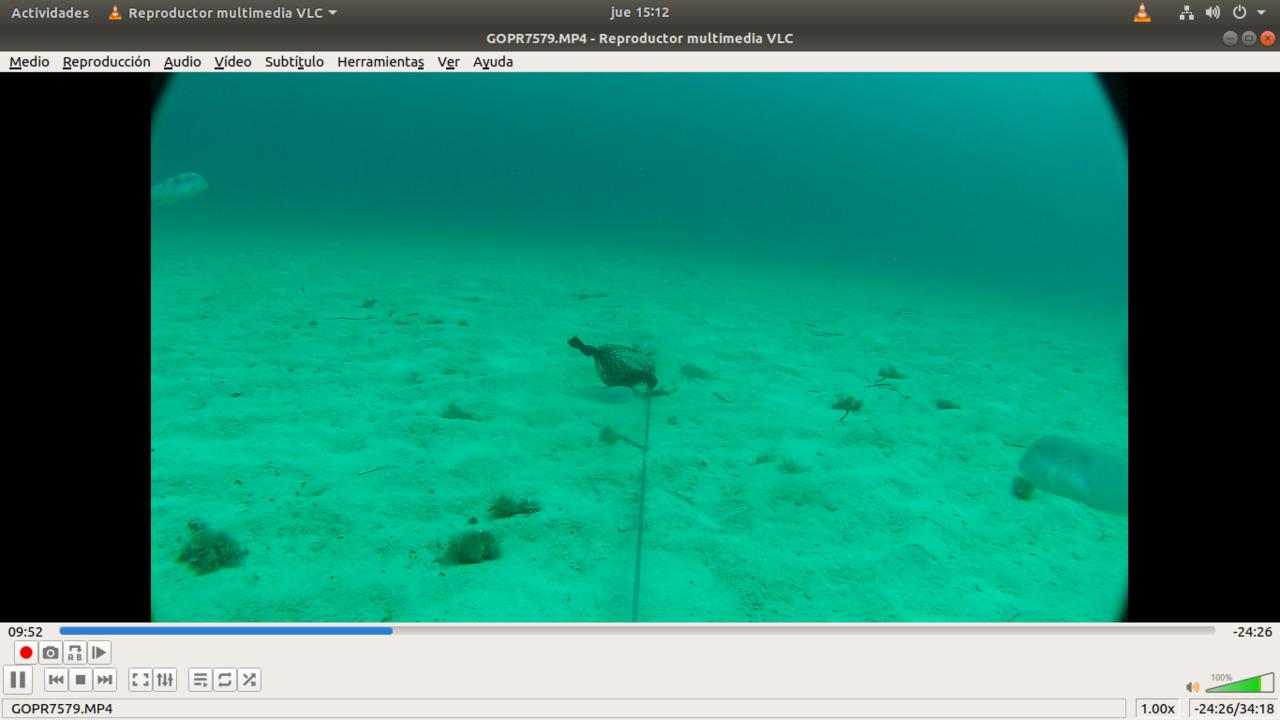 Actividades Reproductor multimedia VLC jue 15:12
GOPR7579.MP4 - Reproductor multimedia VLC
Medio Reproducción Audio Vídeo Subtítulo Herramientas Ver Ayuda
09:52 -24:26
A B
100%
GOPR7579.MP4 1.00x -24:26/34:18